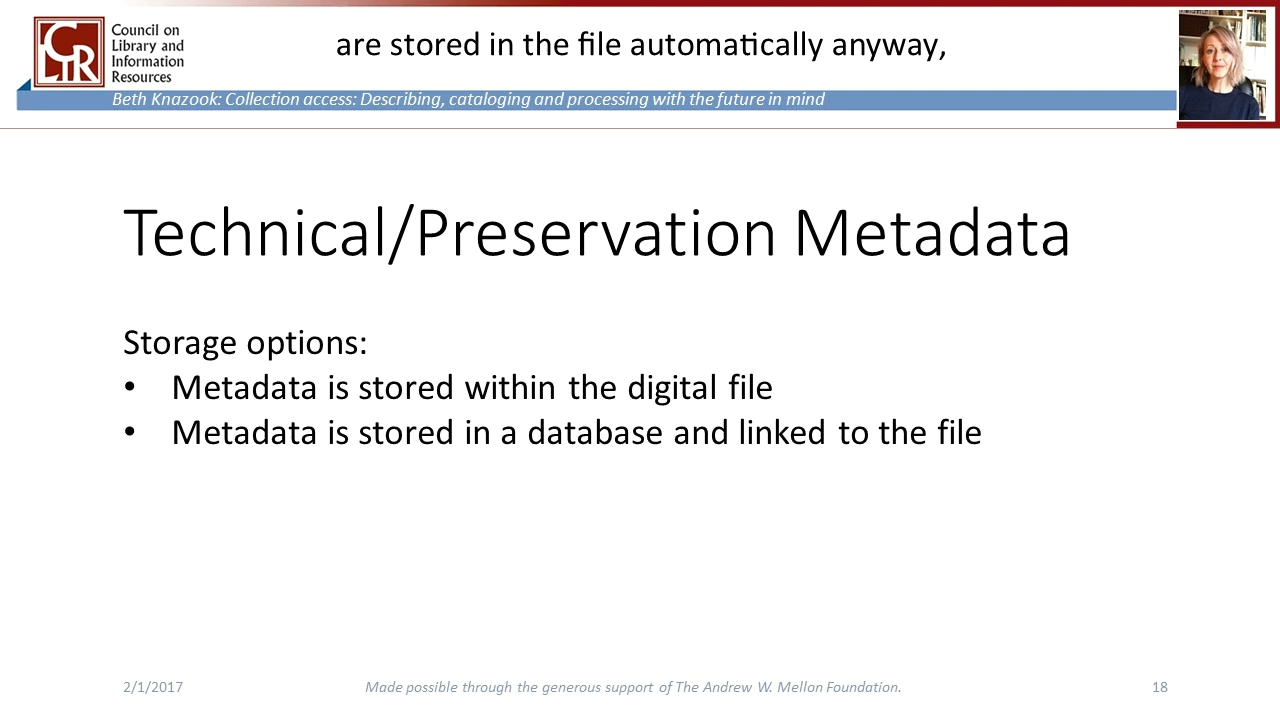 CLIR
Council on
Library and
Information
Resources
are stored in the file automatically anyway,
Beth Knazook: Collection access: Describing, cataloging and processing with the future in mind
Technical/Preservation Metadata
Storage options:
• Metadata is stored within the digital file
• Metadata is stored in a database and linked to the file
2/1/2017
Made possible through the generous support of The Andrew W. Mellon Foundation.
18